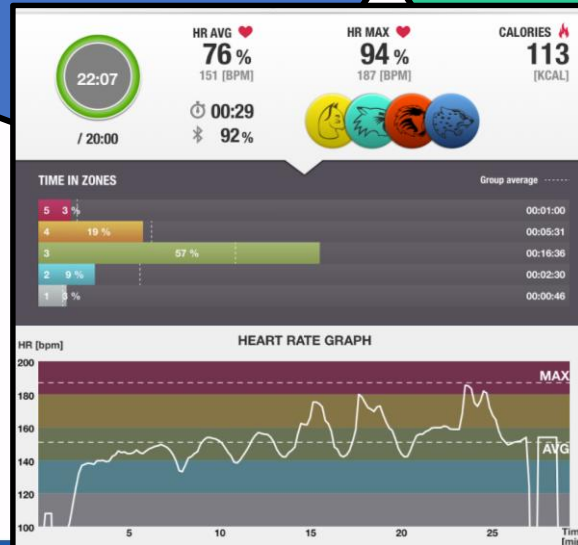 HR AVG
76 %
151 [BPM]
HR MAX
94 %
187 [BPM]
CALORIES
113
[KCAL]
22:07
/ 20:00
00:29
92%
TIME IN ZONES
Group average
5 3 % 00:01:00
4 19 % 00:05:31
3 57 % 00:16:36
2 9 % 00:02:30
1 % 00:00:46
HR [bpm]
HEART RATE GRAPH
200
180
160
140
120
100
MAX
AVG
5 10 15 20 25